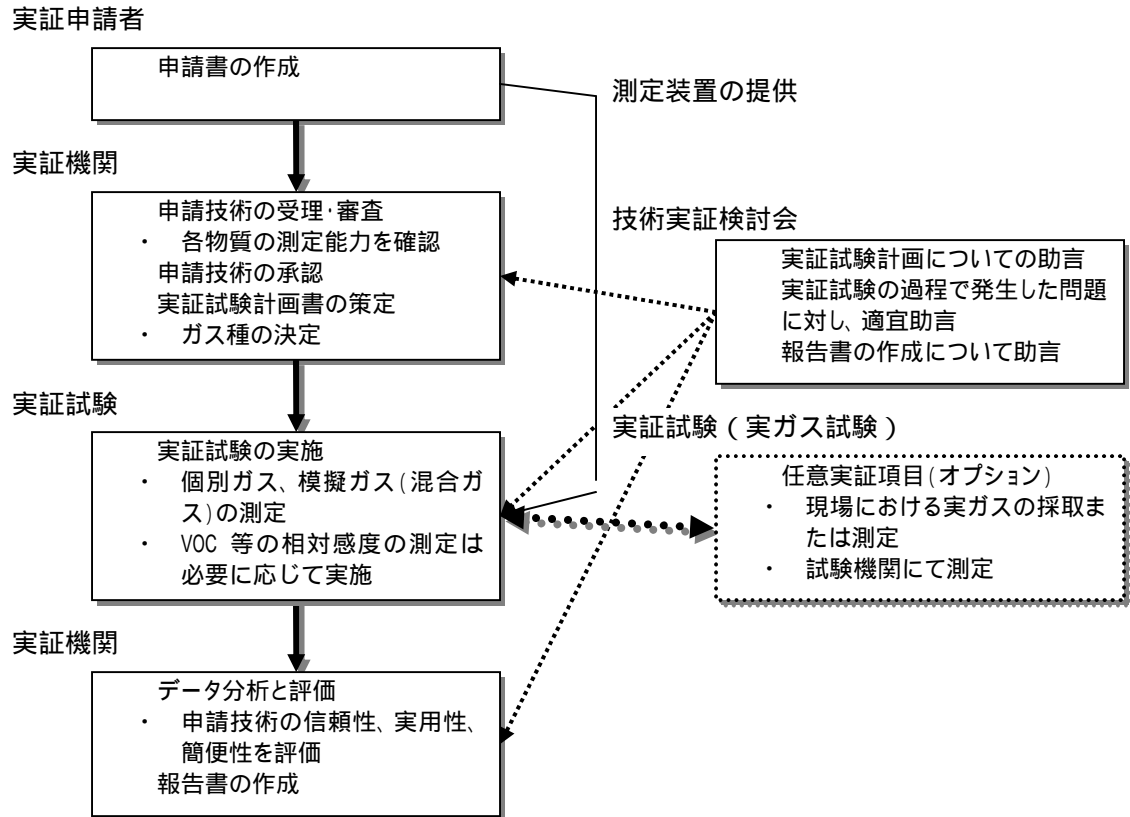 実証申請者
申請書の作成
測定装置の提供
実証機関
申請技術の受理・審査
・ 各物質の測定能力を確認
申請技術の承認
実証試験計画書の策定
・ ガス種の決定
技術実証検討会
実証試験計画についての助言
実証試験の過程で発生した問題
に対し、適宜助言
報告書の作成について助言
実証試験
実証試験の実施
・ 個別ガス、模擬ガス(混合ガ
ス)の測定
・ VOC 等の相対感度の測定は
必要に応じて実施
実証試験(実ガス試験)
任意実証項目(オプション)
・ 現場における実ガスの採取ま
たは測定
・ 試験機関にて測定
実証機関
データ分析と評価
・ 申請技術の信頼性、実用性、
簡便性を評価
報告書の作成